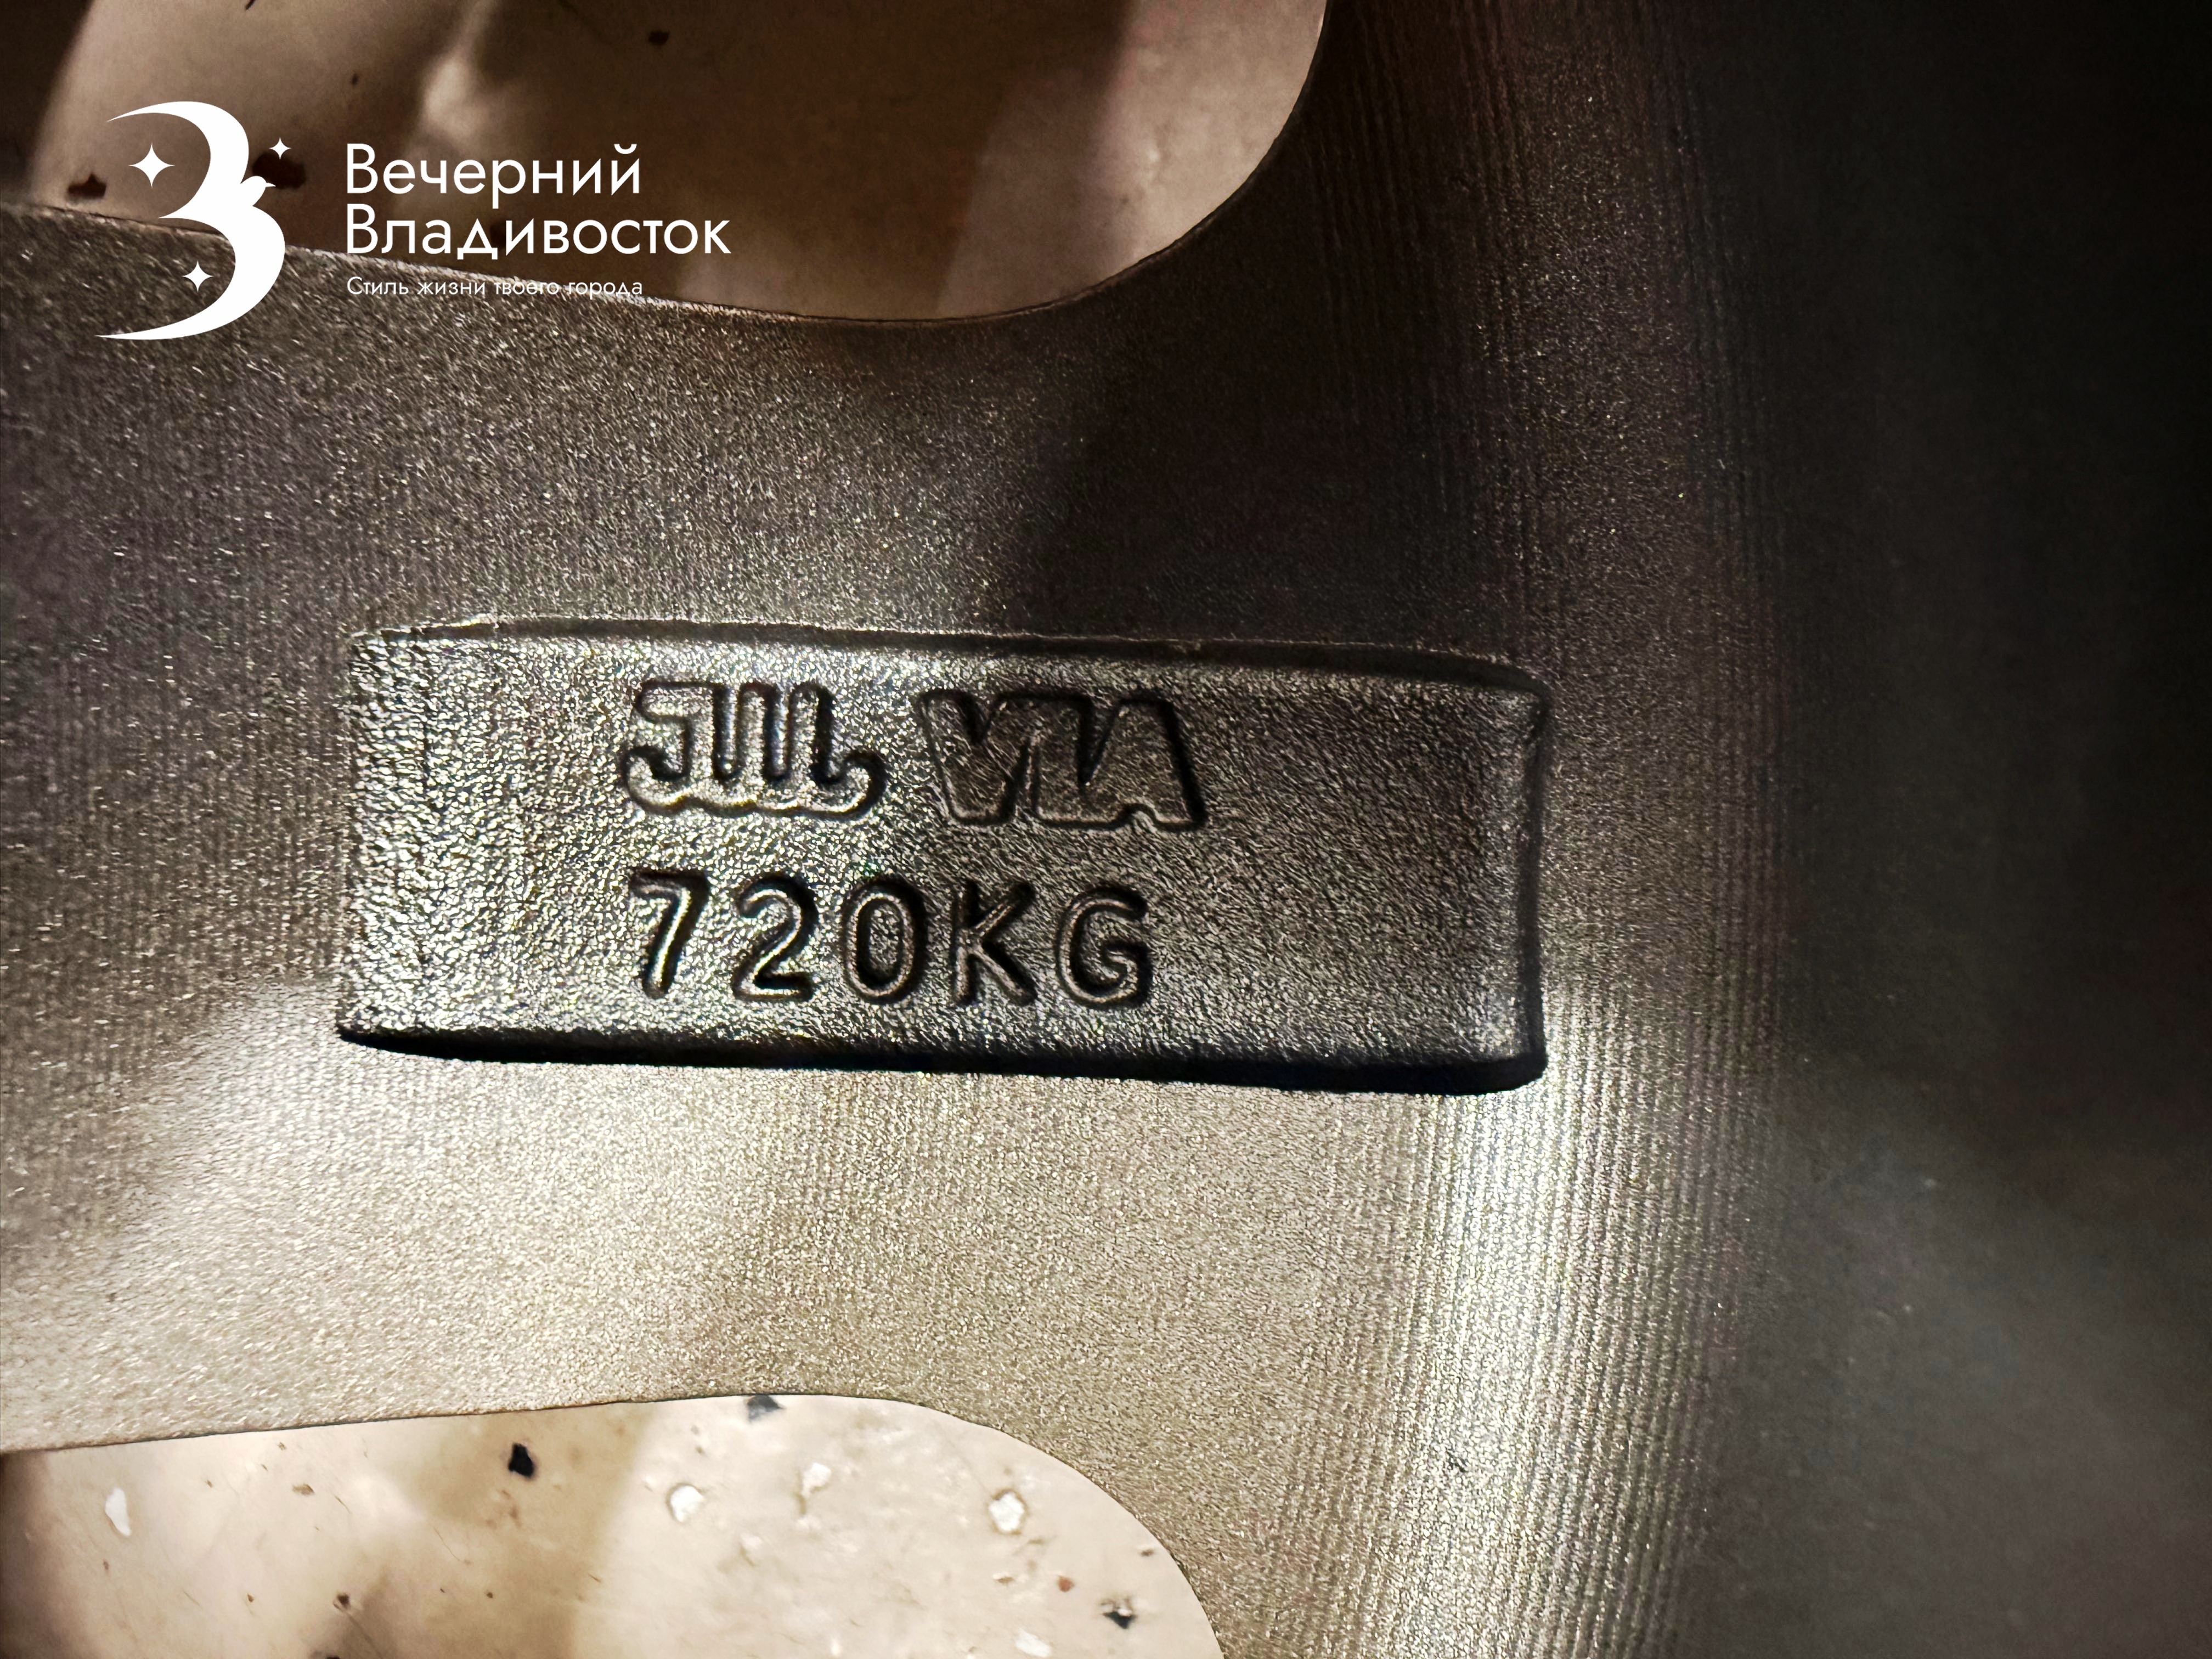 Вечерний
Владивосток
Стиль жизни твоего города
JWL VIA
720KG